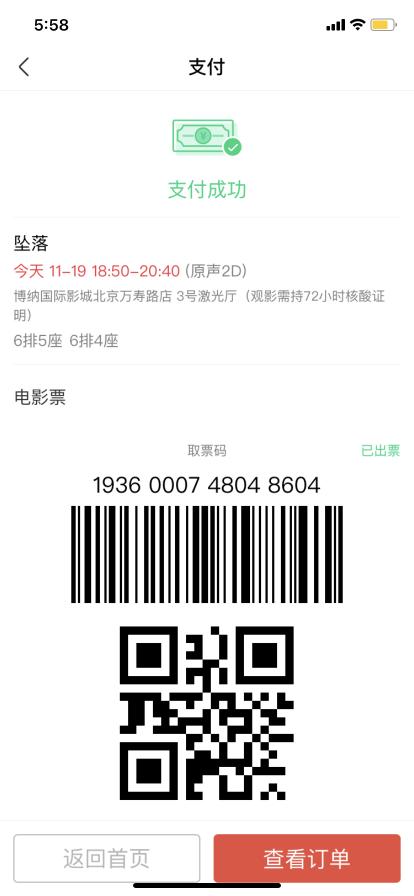 5:58
支付
¥
支付成功
坠落
今天 11-19 18:50-20:40 (原声2D)
博纳国际影城北京万寿路店 3号激光厅（观影需持72小时核酸证
明）
6排5座 6排4座
电影票
取票码
已出票
1936 0007 4804 8604
返回首页
查看订单